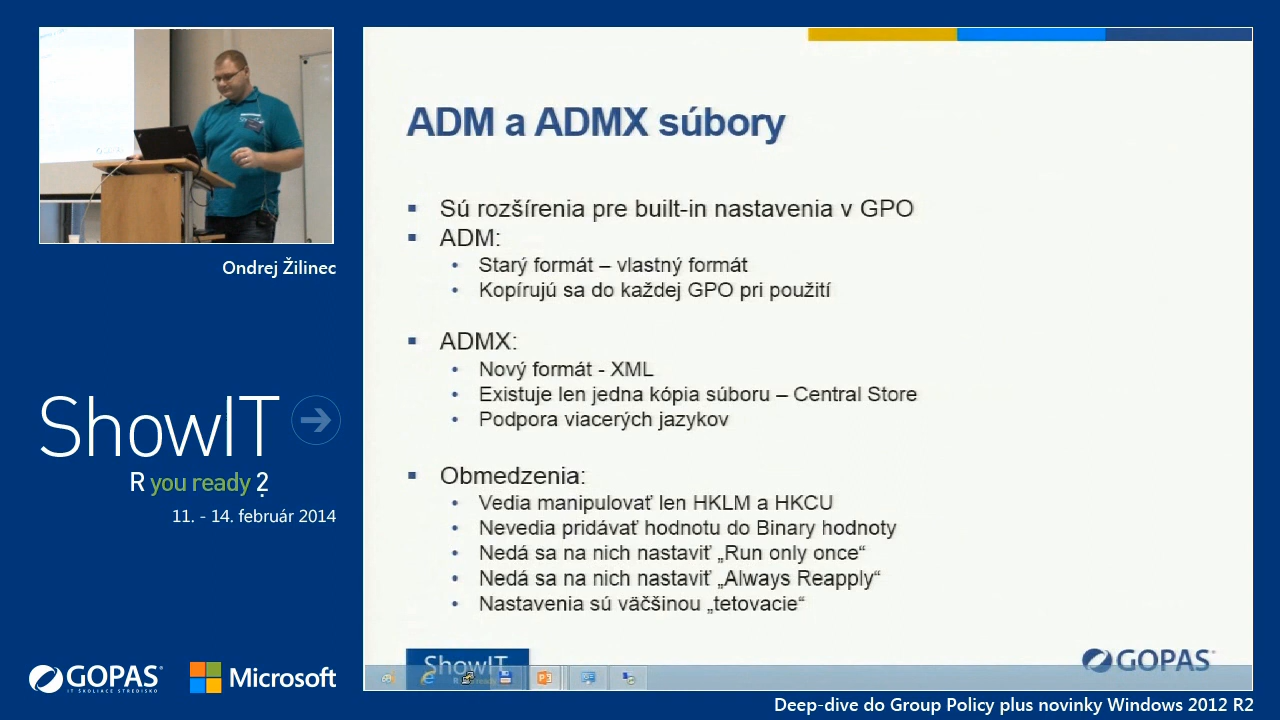 ADM a ADMX súbory
Sú rozšírenia pre built-in nastavenia v GPO
ADM:
Starý formát – vlastný formát
Kopírujú sa do každej GPO pri použití
ADMX:
Nový formát - XML
Existuje len jedna kópia súboru – Central Store
Podpora viacerých jazykov
Obmedzenia:
Vedia manipulovať len HKLM a HKCU
Nevedia pridávať hodnotu do Binary hodnoty
Nedá sa na nich nastaviť „Run only once“
Nedá sa na nich nastaviť „Always Reapply“
Nastavenia sú väčšinou „tetovacie“
ShowIT
GOPAS
Ondrej Žilinec
ShowIT
R you ready ?
11. - 14. február 2014
GOPAS
IT ŠKOLIACE STREDISKO
Microsoft
Deep-dive do Group Policy plus novinky Windows 2012 R2